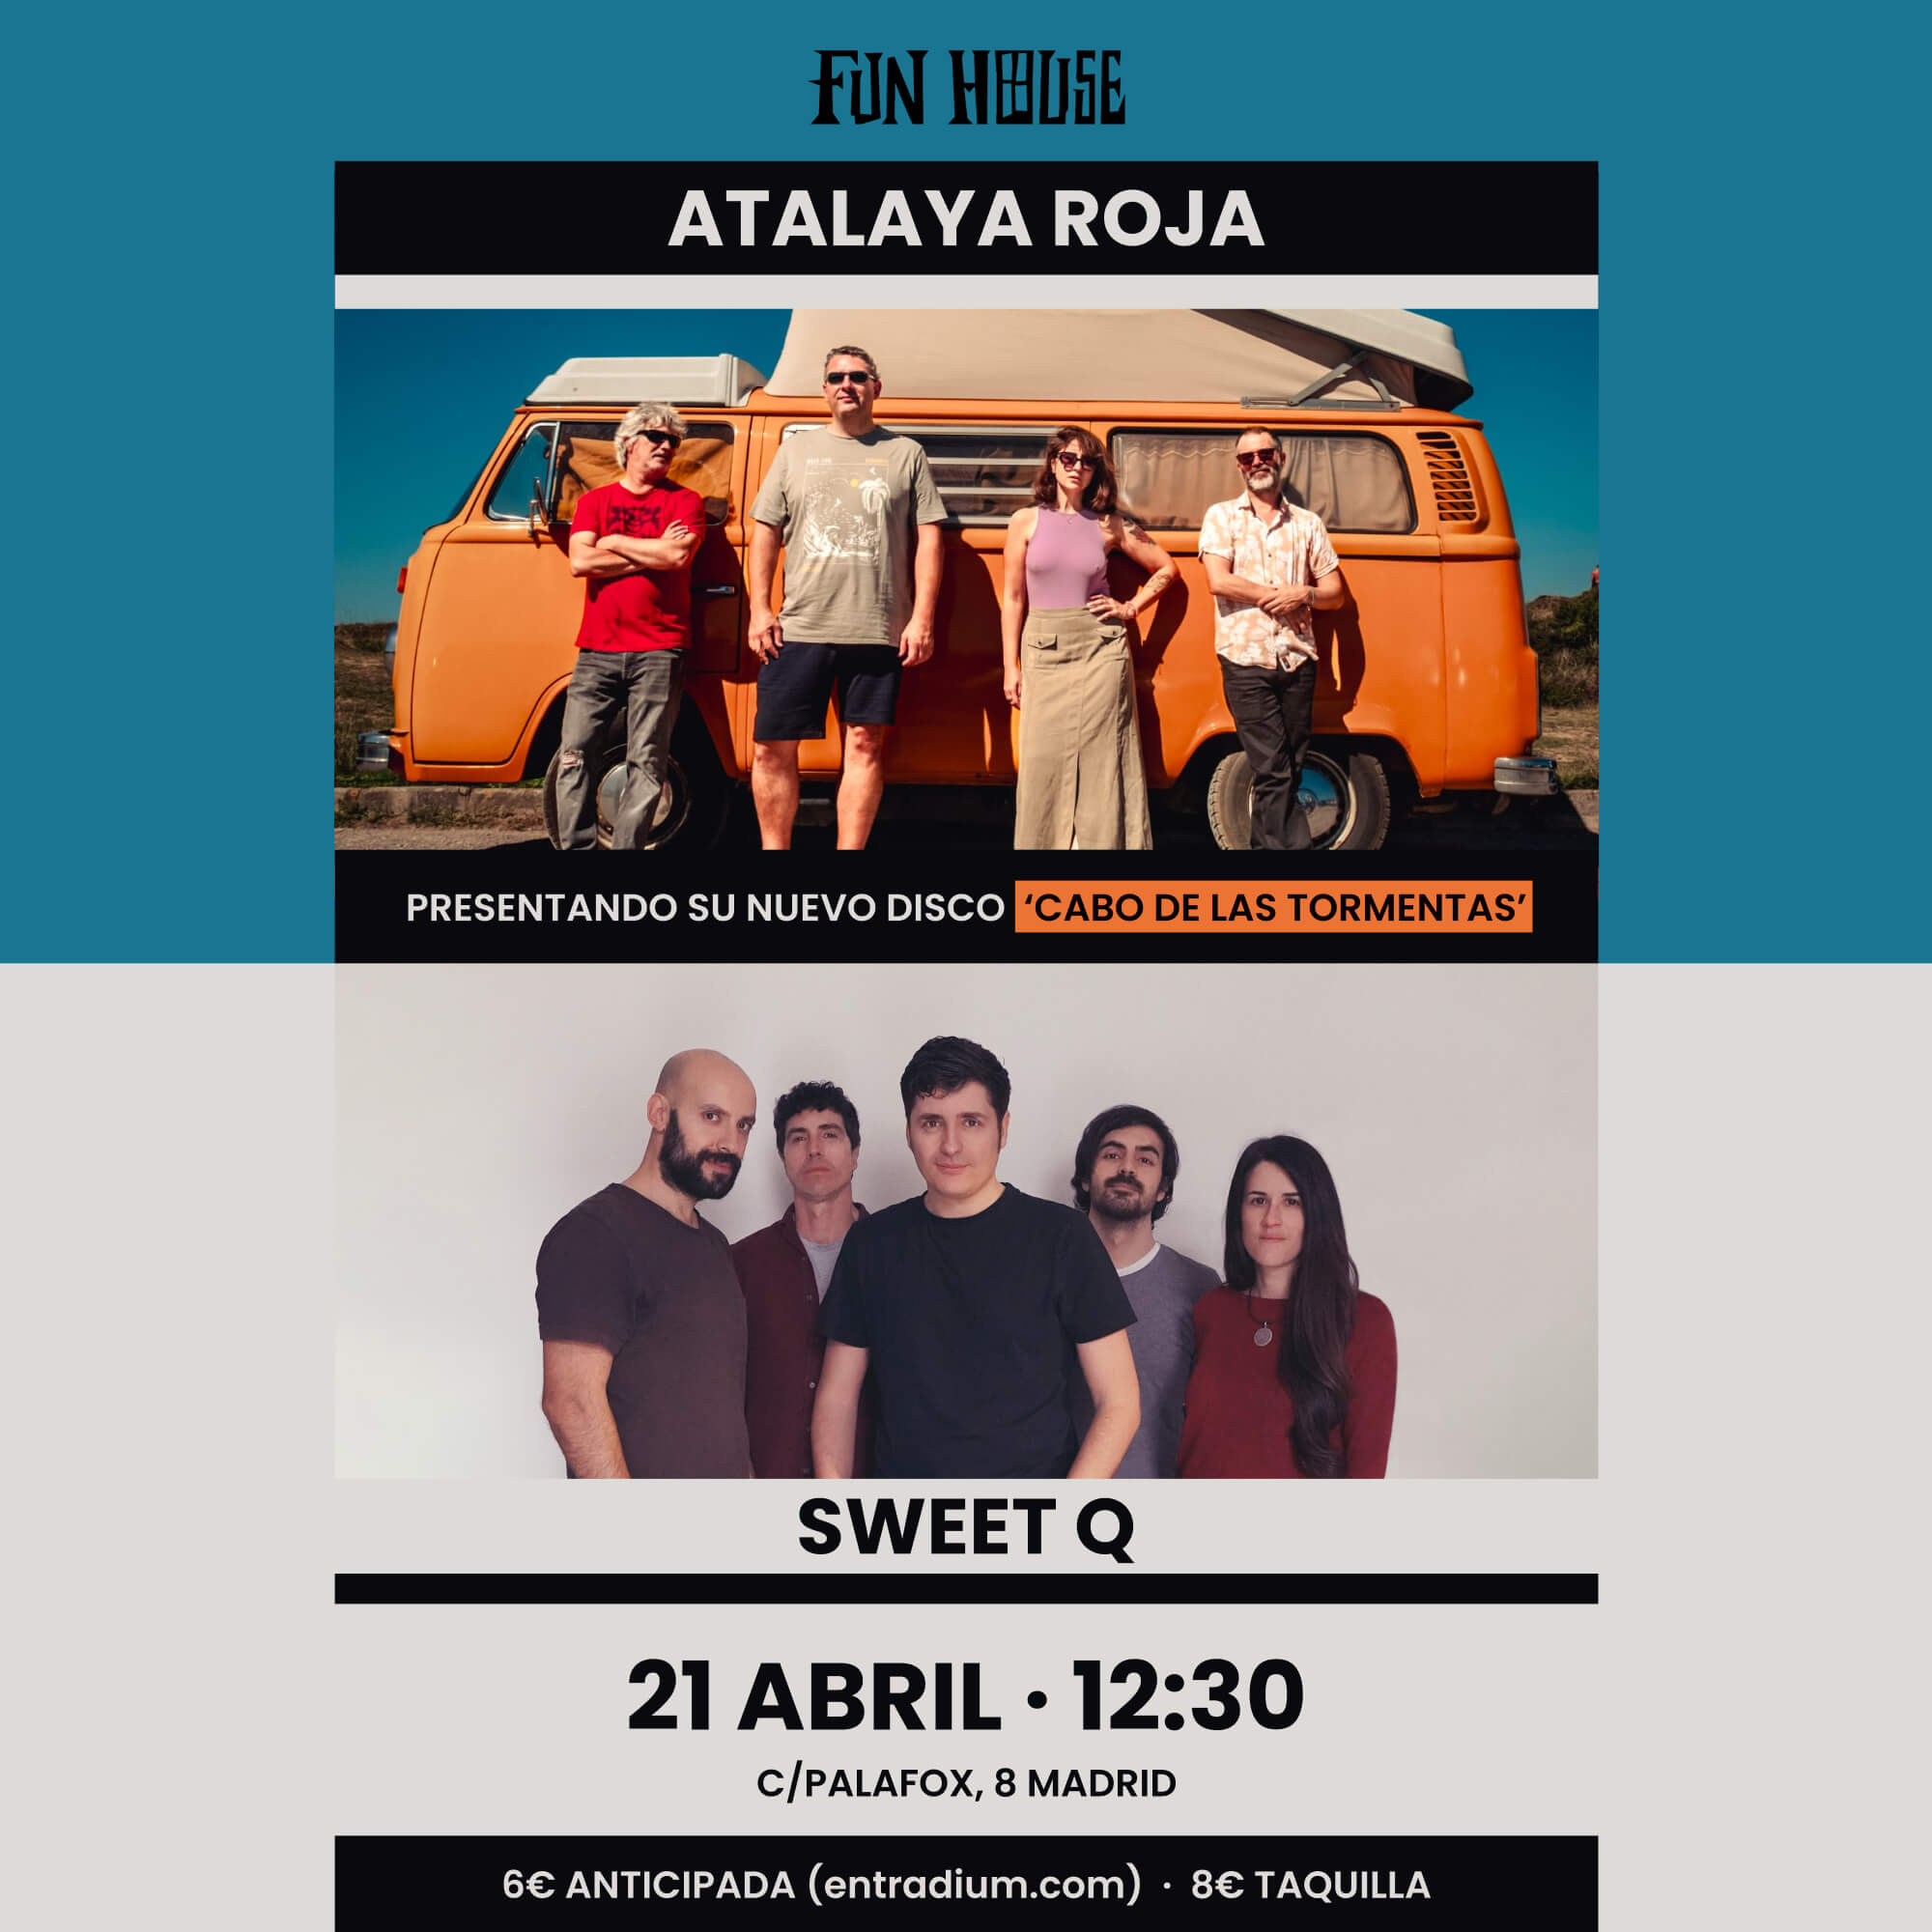 FUN HOUSE
ATALAYA ROJA
PRESENTANDO SU NUEVO DISCO ‘CABO DE LAS TORMENTAS’
SWEET Q
21 ABRIL · 12:30
C/PALAFOX, 8 MADRID
6€ ANTICIPADA (entradium.com) · 8€ TAQUILLA